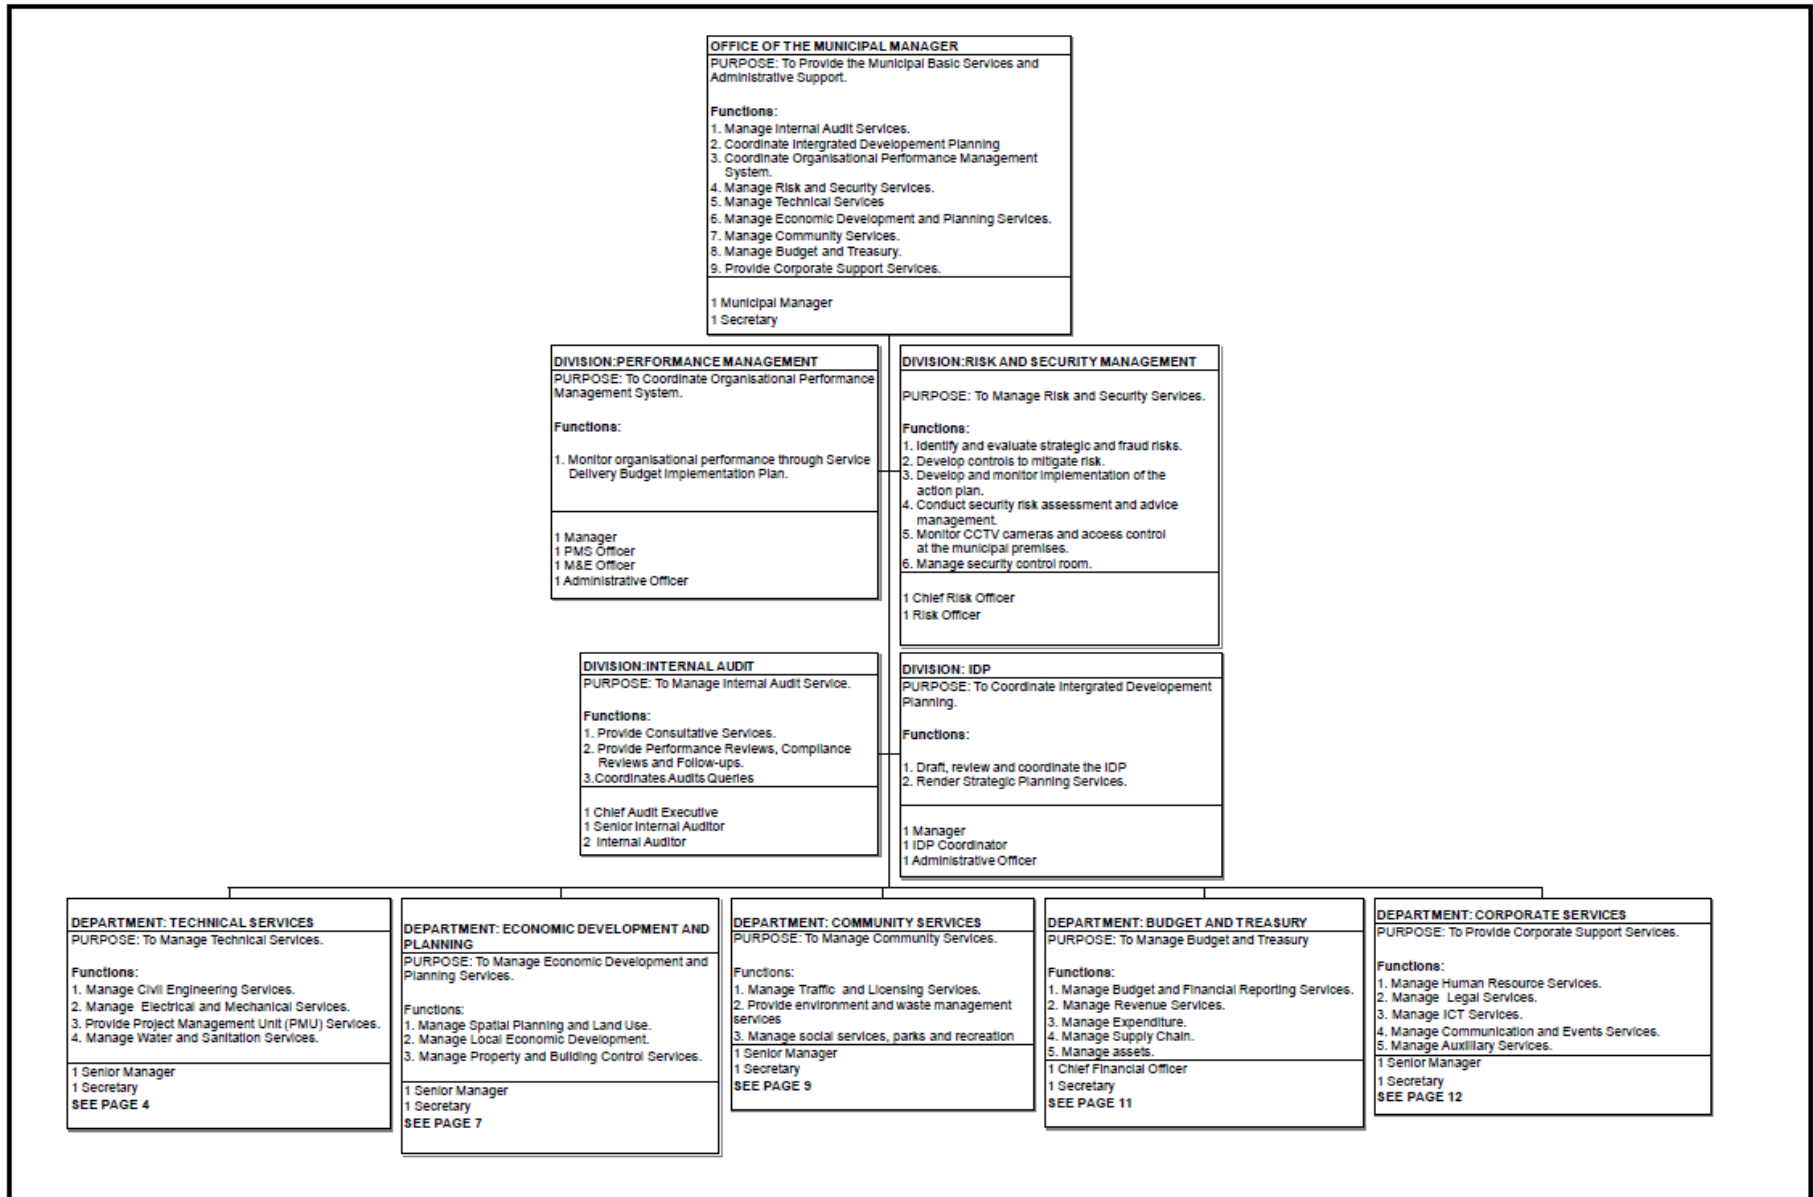 OFFICE OF THE MUNICIPAL MANAGER
PURPOSE: To Provide the Municipal Basic Services and
Administrative Support.
Functions:
1. Manage Internal Audit Services.
2. Coordinate Intergrated Developement Planning
3. Coordinate Organisational Performance Management
System.
4. Manage Risk and Security Services.
5. Manage Technical Services
6. Manage Economic Development and Planning Services.
7. Manage Community Services.
8. Manage Budget and Treasury.
9. Provide Corporate Support Services.
1 Municipal Manager
1 Secretary
DIVISION:PERFORMANCE MANAGEMENT
PURPOSE: To Coordinate Organisational Performance
Management System.
Functions:
1. Monitor organisational performance through Service
Delivery Budget Implementation Plan.
1 Manager
1 PMS Officer
1 M&E Officer
1 Administrative Officer
DIVISION:RISK AND SECURITY MANAGEMENT
PURPOSE: To Manage Risk and Security Services.
Functions:
1. Identify and evaluate strategic and fraud risks.
2. Develop controls to mitigate risk.
3. Develop and monitor implementation of the
action plan.
4. Conduct security risk assessment and advice
management.
5. Monitor CCTV cameras and access control
at the municipal premises.
6. Manage security control room.
1 Chief Risk Officer
1 Risk Officer
DIVISION:INTERNAL AUDIT
PURPOSE: To Manage Internal Audit Service.
Functions:
1. Provide Consultative Services.
2. Provide Performance Reviews, Compliance
Reviews and Follow-ups.
3.Coordinates Audits Queries
1 Chief Audit Executive
1 Senior Internal Auditor
2 Internal Auditor
DIVISION: IDP
PURPOSE: To Coordinate Intergrated Developement
Planning.
Functions:
1. Draft, review and coordinate the IDP
2. Render Strategic Planning Services.
1 Manager
1 IDP Coordinator
1 Administrative Officer
DEPARTMENT: TECHNICAL SERVICES
PURPOSE: To Manage Technical Services.
Functions:
1. Manage Civil Engineering Services.
2. Manage Electrical and Mechanical Services.
3. Provide Project Management Unit (PMU) Services.
4. Manage Water and Sanitation Services.
1 Senior Manager
1 Secretary
SEE PAGE 4
DEPARTMENT: ECONOMIC DEVELOPMENT AND
PLANNING
PURPOSE: To Manage Economic Development and
Planning Services.
Functions:
1. Manage Spatial Planning and Land Use.
2. Manage Local Economic Development.
3. Manage Property and Building Control Services.
1 Senior Manager
1 Secretary
SEE PAGE 7
DEPARTMENT: COMMUNITY SERVICES
PURPOSE: To Manage Community Services.
Functions:
1. Manage Traffic and Licensing Services.
2. Provide environment and waste management
services
3. Manage social services, parks and recreation
1 Senior Manager
1 Secretary
SEE PAGE 9
DEPARTMENT: BUDGET AND TREASURY
PURPOSE: To Manage Budget and Treasury
Functions:
1. Manage Budget and Financial Reporting Services.
2. Manage Revenue Services.
3. Manage Expenditure.
4. Manage Supply Chain.
5. Manage assets.
1 Chief Financial Officer
1 Secretary
SEE PAGE 11
DEPARTMENT: CORPORATE SERVICES
PURPOSE: To Provide Corporate Support Services.
Functions:
1. Manage Human Resource Services.
2. Manage Legal Services.
3. Manage ICT Services.
4. Manage Communication and Events Services.
5. Manage Auxilliary Services.
1 Senior Manager
1 Secretary
SEE PAGE 12